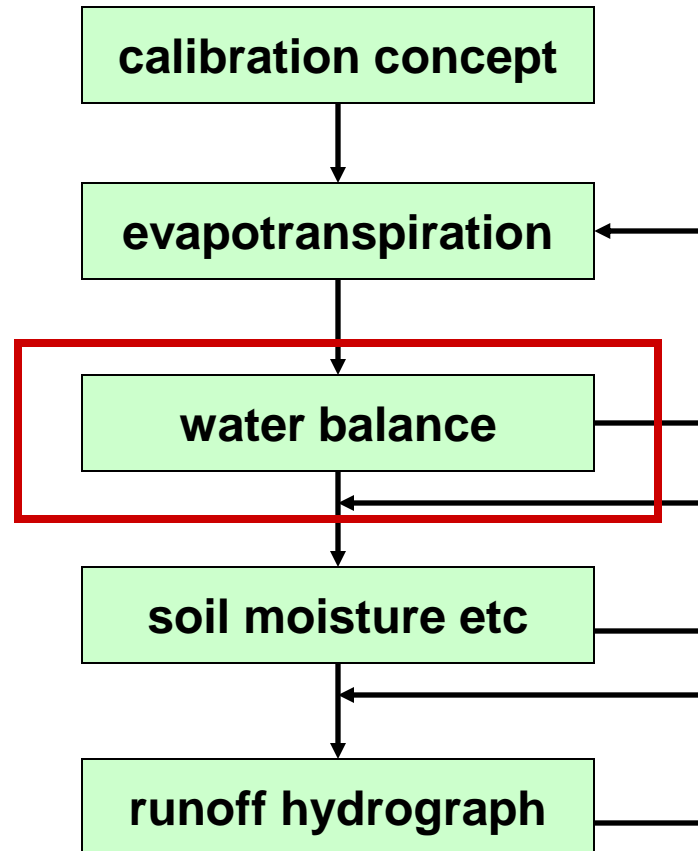 calibration concept
evapotranspiration
water balance
soil moisture etc
runoff hydrograph